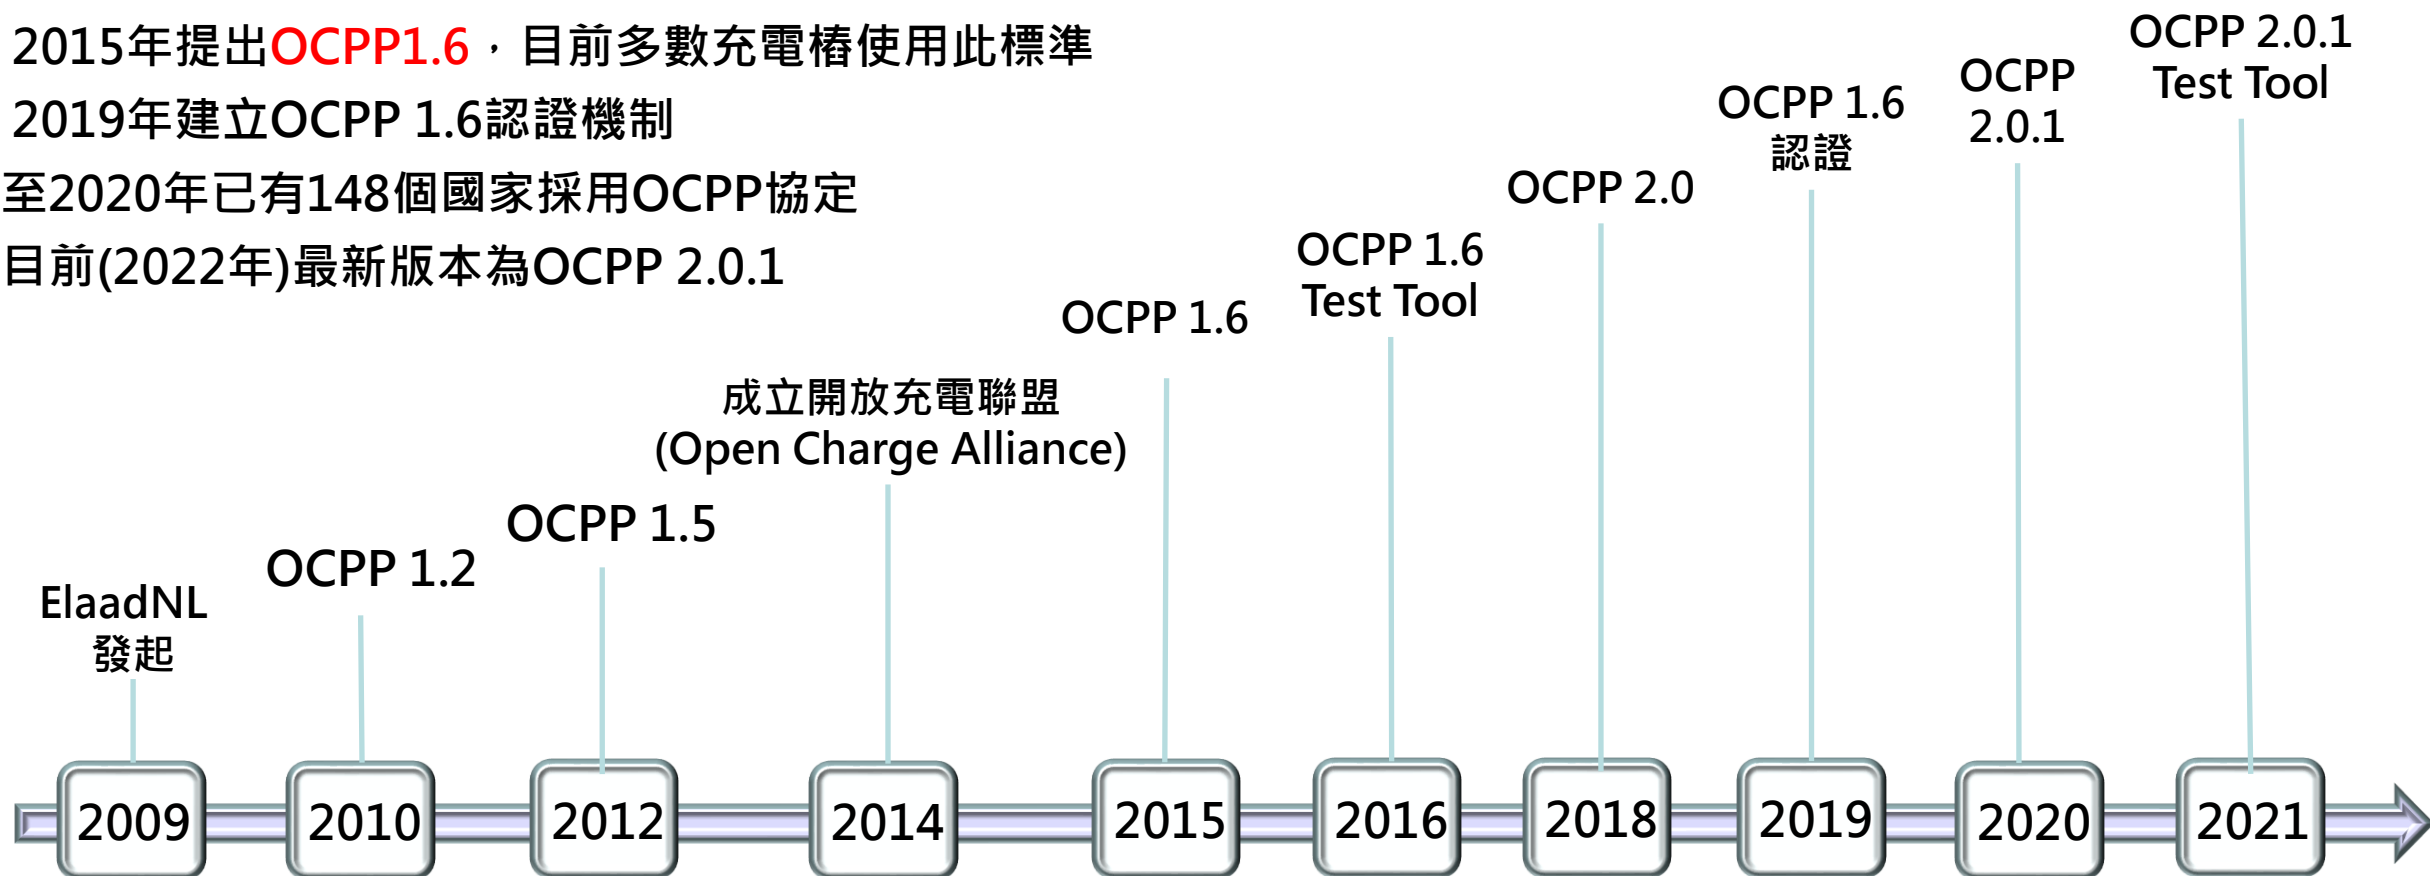 2015年提出OCPP1.6，目前多數充電樁使用此標準
2019年建立OCPP 1.6認證機制
至2020年已有148個國家採用OCPP協定
目前(2022年)最新版本為OCPP 2.0.1
ElaadNL
發起
OCPP 1.2
OCPP 1.5
成立開放充電聯盟
(Open Charge Alliance)
OCPP 1.6
OCPP 1.6
Test Tool
OCPP 2.0
OCPP 1.6
認證
OCPP
2.0.1
OCPP 2.0.1
Test Tool
2009
2010
2012
2014
2015
2016
2018
2019
2020
2021